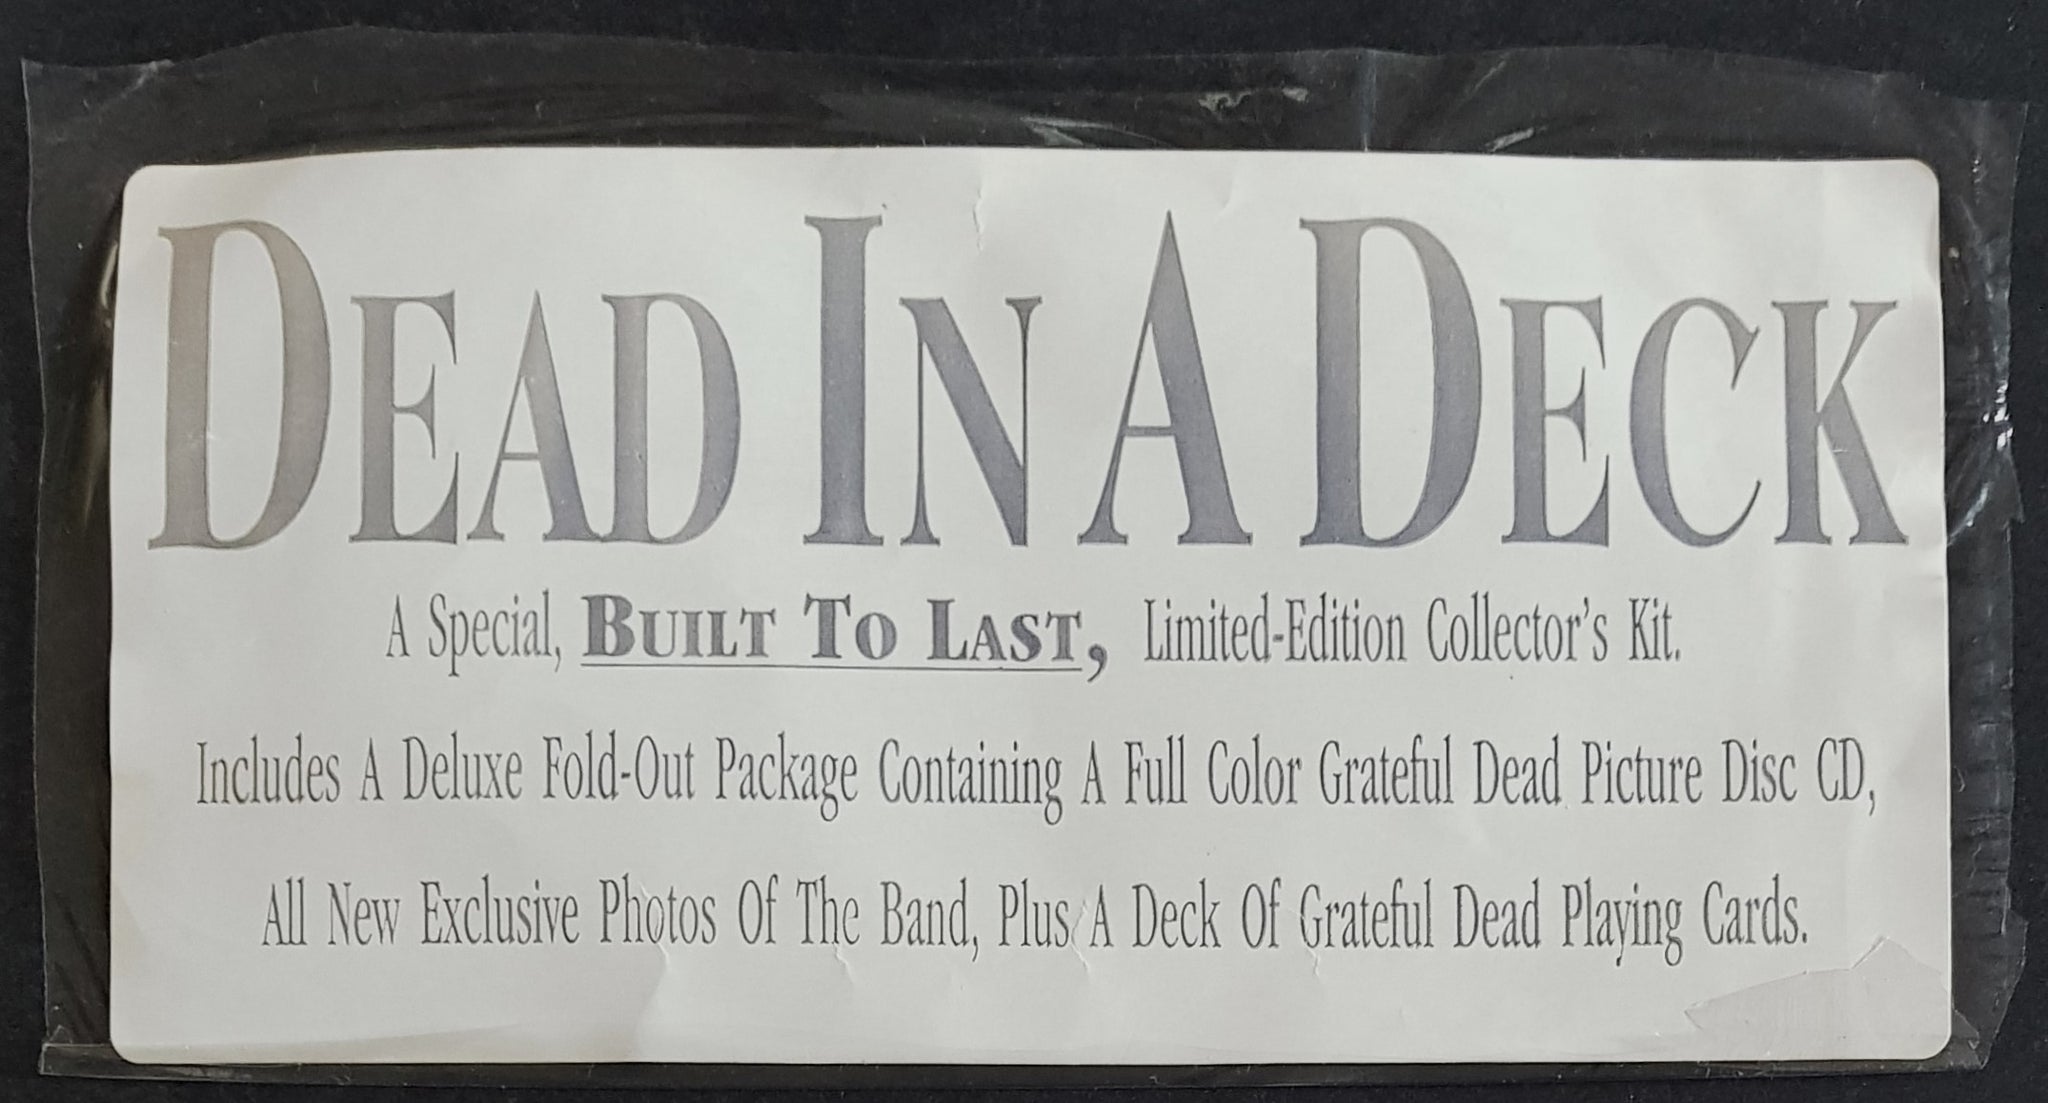 DEAD IN A DECK
A Special, BUILT TO LAST, Limited-Edition Collector's Kit.
Includes A Deluxe Fold-Out Package Containing A Full Color Grateful Dead Picture Disc CD,
All New Exclusive Photos Of The Band, Plus A Deck Of Grateful Dead Playing Cards.